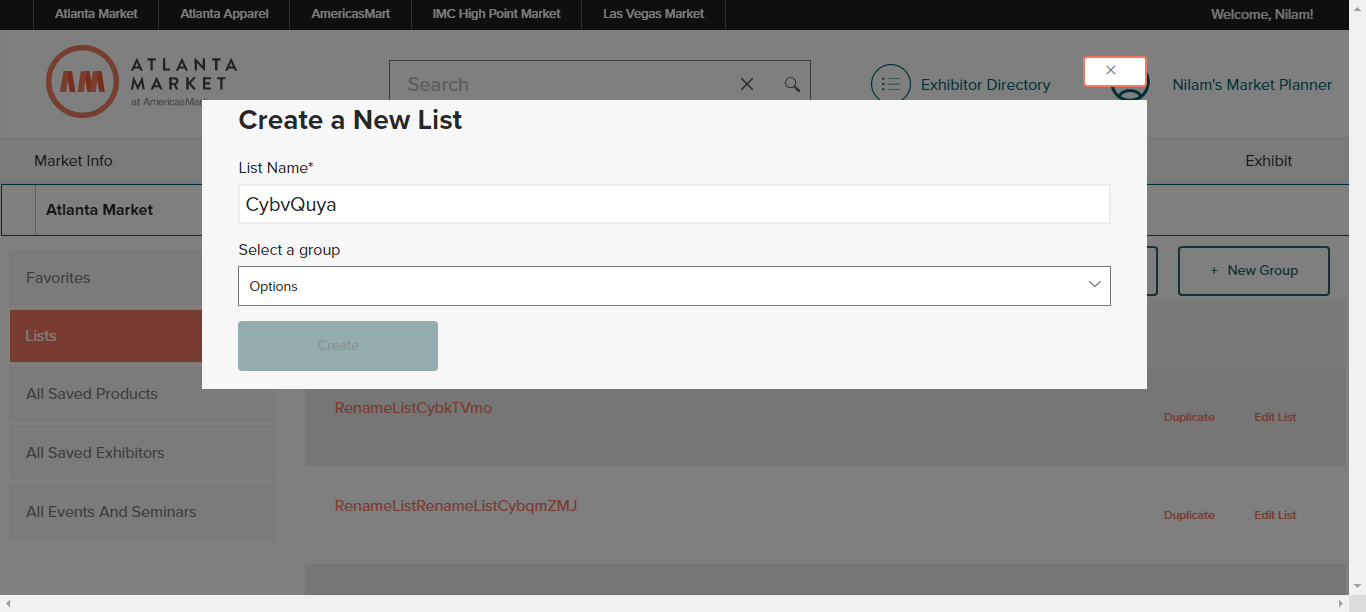 Atlanta Market Atlanta Apparel AmericasMart IMC High Point Market Las Vegas Market Welcome, Nilam!
ATLANTA
MARKET
at AmericasMar
Search
Exhibitor Directory
Nilam's Market Planner
Create a New List
Market Info
Exhibit
List Name*
CybvQuya
Atlanta Market
Select a group
Options
+ New Group
Favorites
Lists
Create
All Saved Products
RenameListCybkTVmo
Duplicate Edit List
All Saved Exhibitors
RenameListRenameListCybqmZMJ
Duplicate Edit List
All Events And Seminars